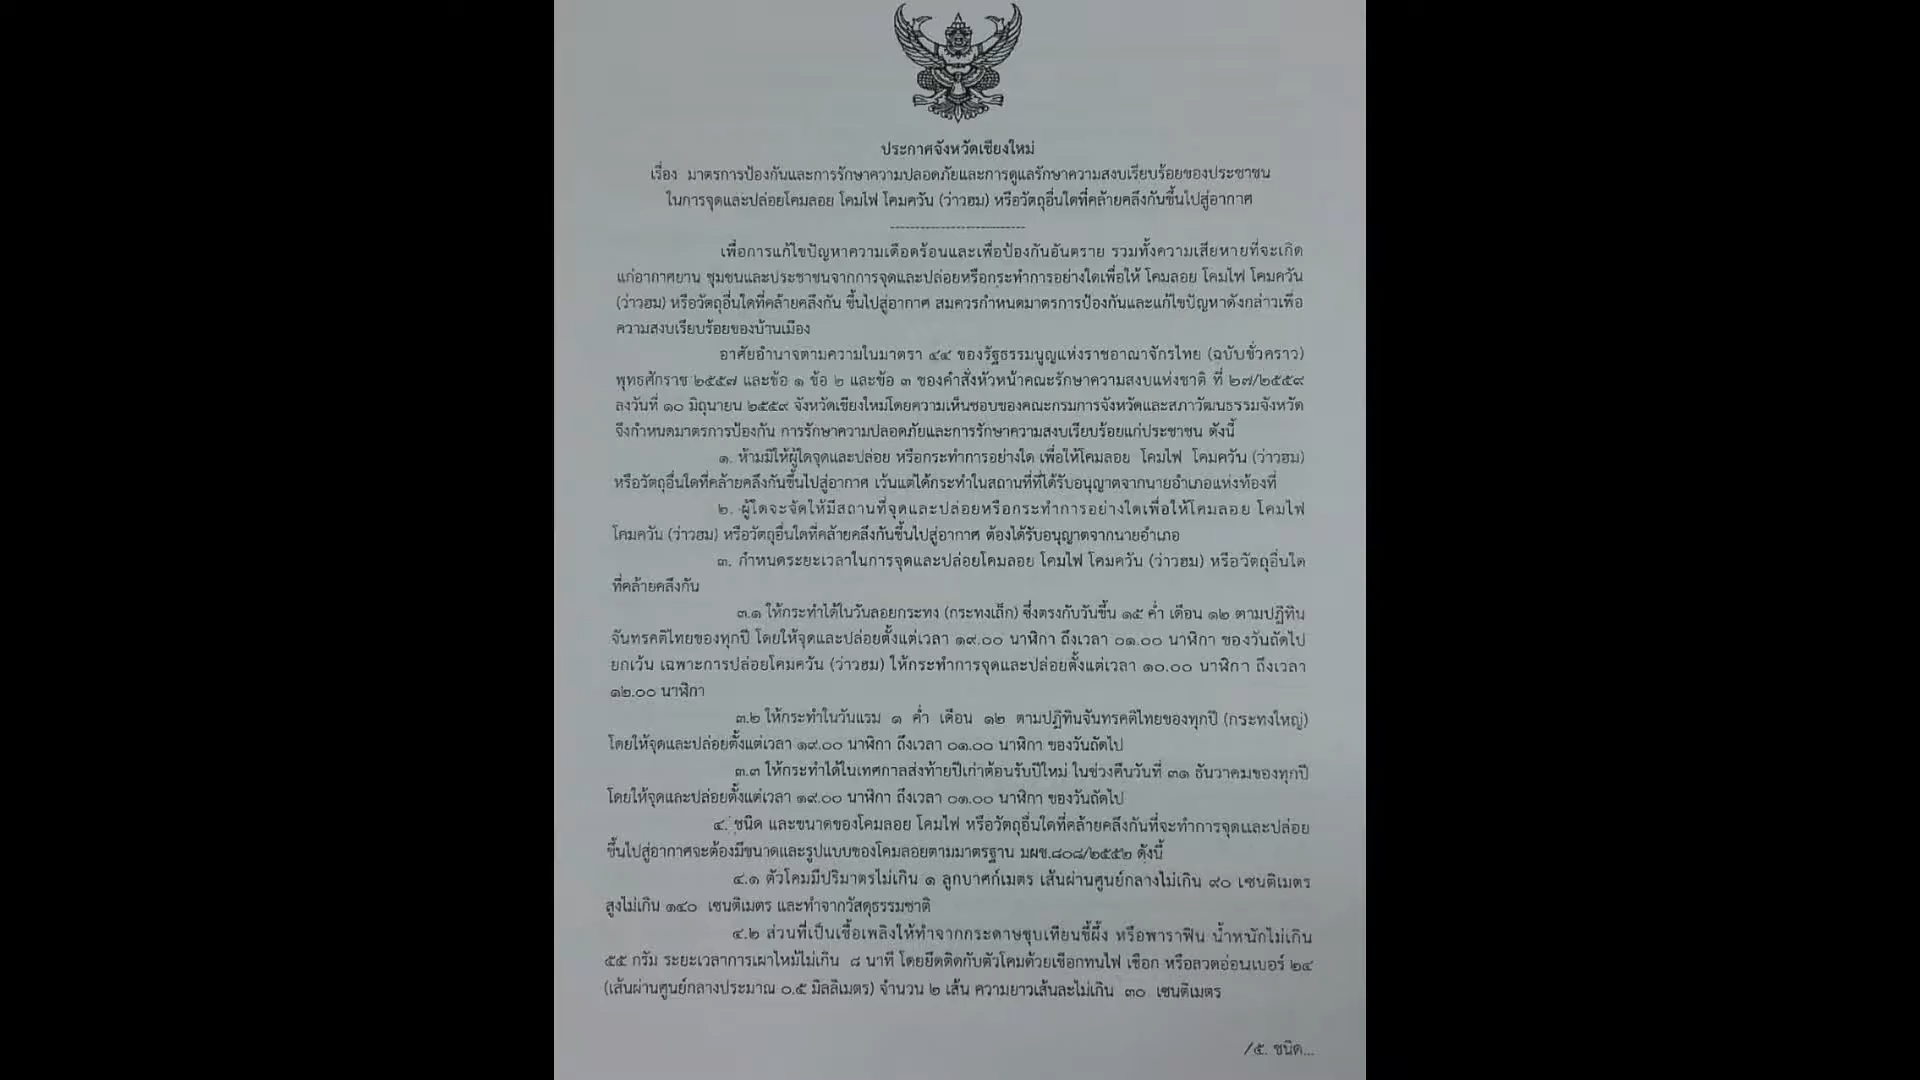 ประกาศจังหวัดเชียงใหม่
เรื่อง มาตรการป้องกันและการรักษาความปลอดภัยและการดูแลรักษาความสงบเรียบร้อยของประชาชน
ในการจุดและปล่อยโคมลอย โคมไฟ โคมควัน (ว่าวฮม) หรือวัตถุอื่นใดที่คล้ายคลึงกันขึ้นไปสู่อากาศ
---------------------------
เพื่อการแก้ไขปัญหาความเดือดร้อนและเพื่อป้องกันอันตราย รวมทั้งความเสียหายที่จะเกิด
แก่อากาศยาน ชุมชนและประชาชนจากการจุดและปล่อยหรือกระทำการอย่างใดเพื่อให้ โคมลอย โคมไฟ โคมควัน
(ว่าวฮม) หรือวัตถุอื่นใดที่คล้ายคลึงกัน ขึ้นไปสู่อากาศ สมควรกำหนดมาตรการป้องกันและแก้ไขปัญหาดังกล่าวเพื่อ
ความสงบเรียบร้อยของบ้านเมือง
อาศัยอำนาจตามความในมาตรา ๔๔ ของรัฐธรรมนูญแห่งราชอาณาจักรไทย (ฉบับชั่วคราว)
พุทธศักราช ๒๕๕๗ และข้อ ๑ ข้อ ๒ และข้อ ๓ ของคำสั่งหัวหน้าคณะรักษาความสงบแห่งชาติ ที่ ๒๗/๒๕๕๙
ลงวันที่ ๑๐ มิถุนายน ๒๕๕๙ จังหวัดเชียงใหม่โดยความเห็นชอบของคณะกรมการจังหวัดและสภาวัฒนธรรมจังหวัด
จึงกำหนดมาตรการป้องกัน การรักษาความปลอดภัยและการรักษาความสงบเรียบร้อยแก่ประชาชน ดังนี้
๑. ห้ามมิให้ผู้ใดจุดและปล่อย หรือกระทำการอย่างใด เพื่อให้โคมลอย โคมไฟ โคมควัน (ว่าวฮม)
หรือวัตถุอื่นใดที่คล้ายคลึงกันขึ้นไปสู่อากาศ เว้นแต่ได้กระทำในสถานที่ที่ได้รับอนุญาตจากนายอำเภอแห่งท้องที่
๒. ผู้ใดจะจัดให้มีสถานที่จุดและปล่อยหรือกระทำการอย่างใดเพื่อให้โคมลอย โคมไฟ
โคมควัน (ว่าวฮม) หรือวัตถุอื่นใดที่คล้ายคลึงกันขึ้นไปสู่อากาศ ต้องได้รับอนุญาตจากนายอำเภอ
๓. กำหนดระยะเวลาในการจุดและปล่อยโคมลอย โคมไฟ โคมควัน (ว่าวฮม) หรือวัตถุอื่นใด
ที่คล้ายคลึงกัน
๓.๑ ให้กระทำได้ในวันลอยกระทง (กระทงเล็ก) ซึ่งตรงกับวันขึ้น ๑๕ ค่ำ เดือน ๑๒ ตามปฏิทิน
จันทรคติไทยของทุกปี โดยให้จุดและปล่อยตั้งแต่เวลา ๑๙.๐๐ นาฬิกา ถึงเวลา ๐๑.๐๐ นาฬิกา ของวันถัดไป
ยกเว้น เฉพาะการปล่อยโคมควัน (ว่าวฮม) ให้กระทำการจุดและปล่อยตั้งแต่เวลา ๑๐.๐๐ นาฬิกา ถึงเวลา
๑๒.๐๐ นาฬิกา
๓.๒ ให้กระทำในวันแรม ๑ ค่ำ เดือน ๑๒ ตามปฏิทินจันทรคติไทยของทุกปี (กระทงใหญ่)
โดยให้จุดและปล่อยตั้งแต่เวลา ๑๙.๐๐ นาฬิกา ถึงเวลา ๐๑.๐๐ นาฬิกา ของวันถัดไป
๓.๓ ให้กระทำได้ในเทศกาลส่งท้ายปีเก่าต้อนรับปีใหม่ ในช่วงคืนวันที่ ๓๑ ธันวาคมของทุกปี
โดยให้จุดและปล่อยตั้งแต่เวลา ๑๙.๐๐ นาฬิกา ถึงเวลา ๐๑.๐๐ นาฬิกา ของวันถัดไป
๔. ชนิด และขนาดของโคมลอย โคมไฟ หรือวัตถุอื่นใดที่คล้ายคลึงกันที่จะทำการจุดและปล่อย
ขึ้นไปสู่อากาศจะต้องมีขนาดและรูปแบบของโคมลอยตามมาตรฐาน มผช.๘๐๘/๒๕๕๒ ดังนี้
๔.๑ ตัวโคมมีปริมาตรไม่เกิน ๑ ลูกบาศก์เมตร เส้นผ่านศูนย์กลางไม่เกิน ๙๐ เซนติเมตร
สูงไม่เกิน ๑๔๐ เซนติเมตร และทำจากวัสดุธรรมชาติ
๔.๒ ส่วนที่เป็นเชื้อเพลิงให้ทำจากกระดาษชุบเทียนขี้ผึ้ง หรือพาราฟิน น้ำหนักไม่เกิน
๕๕ กรัม ระยะเวลาการเผาไหม้ไม่เกิน ๘ นาที โดยยึดติดกับตัวโคมด้วยเชือกทนไฟ เชือก หรือลวดอ่อนเบอร์ ๒๔
(เส้นผ่านศูนย์กลางประมาณ ๐.๕ มิลลิเมตร) จำนวน ๒ เส้น ความยาวเส้นละไม่เกิน ๓๐ เซนติเมตร
/๕. ชนิด...